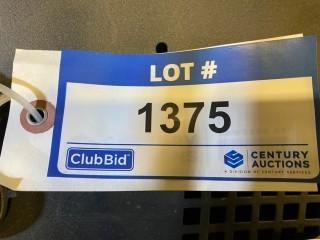 LOT #
1375
ClubBid
CENTURY
AUCTIONS
A DIVISION OF CENTURY SERVICES